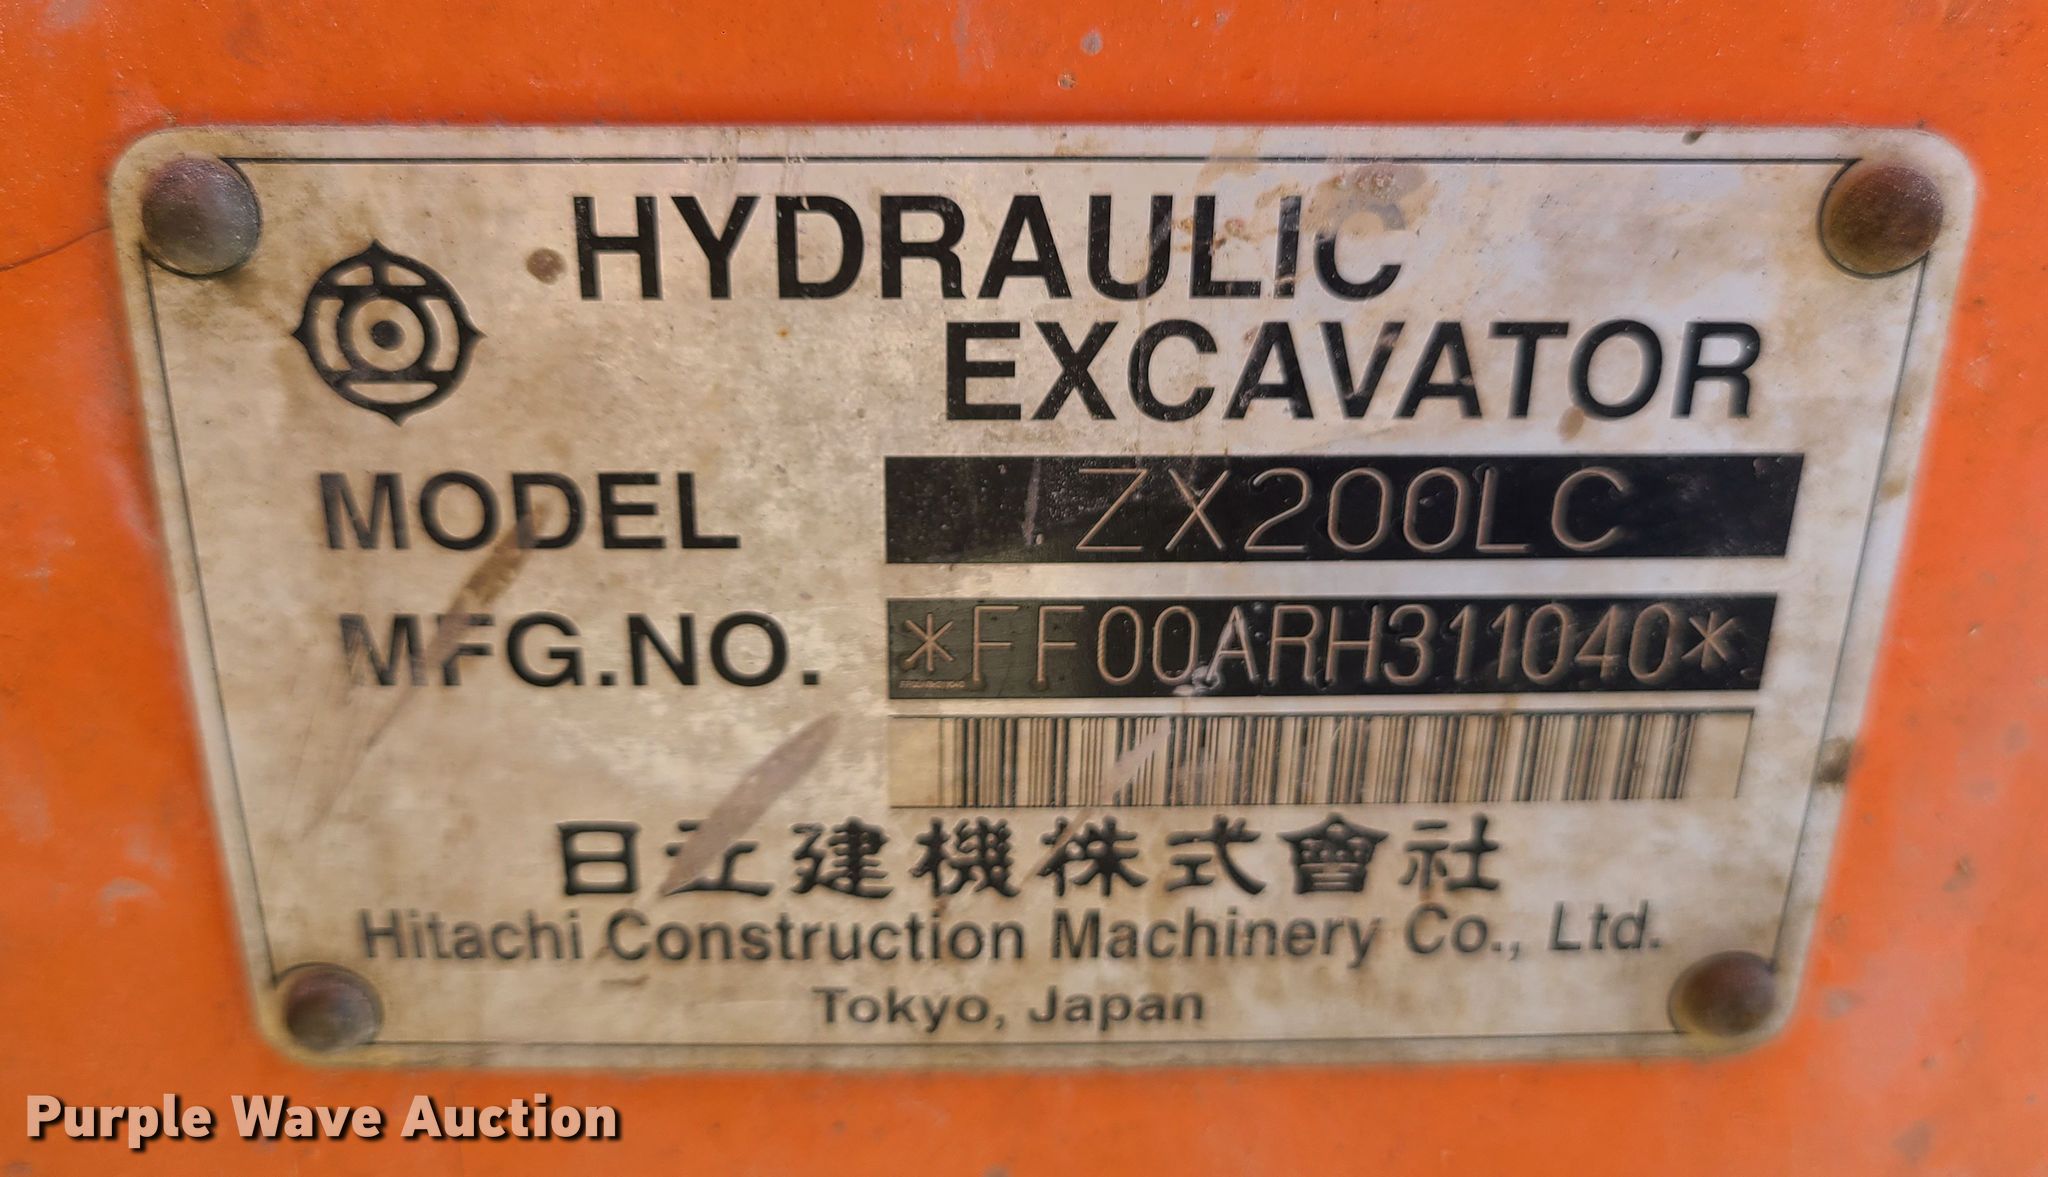 HYDRAULIC
EXCAVATOR
MODEL ZX200LC
MFG.NO. *FF00ARH311040*
日立建機株式會社
Hitachi Construction Machinery Co., Ltd.
Tokyo, Japan
Purple Wave Auction